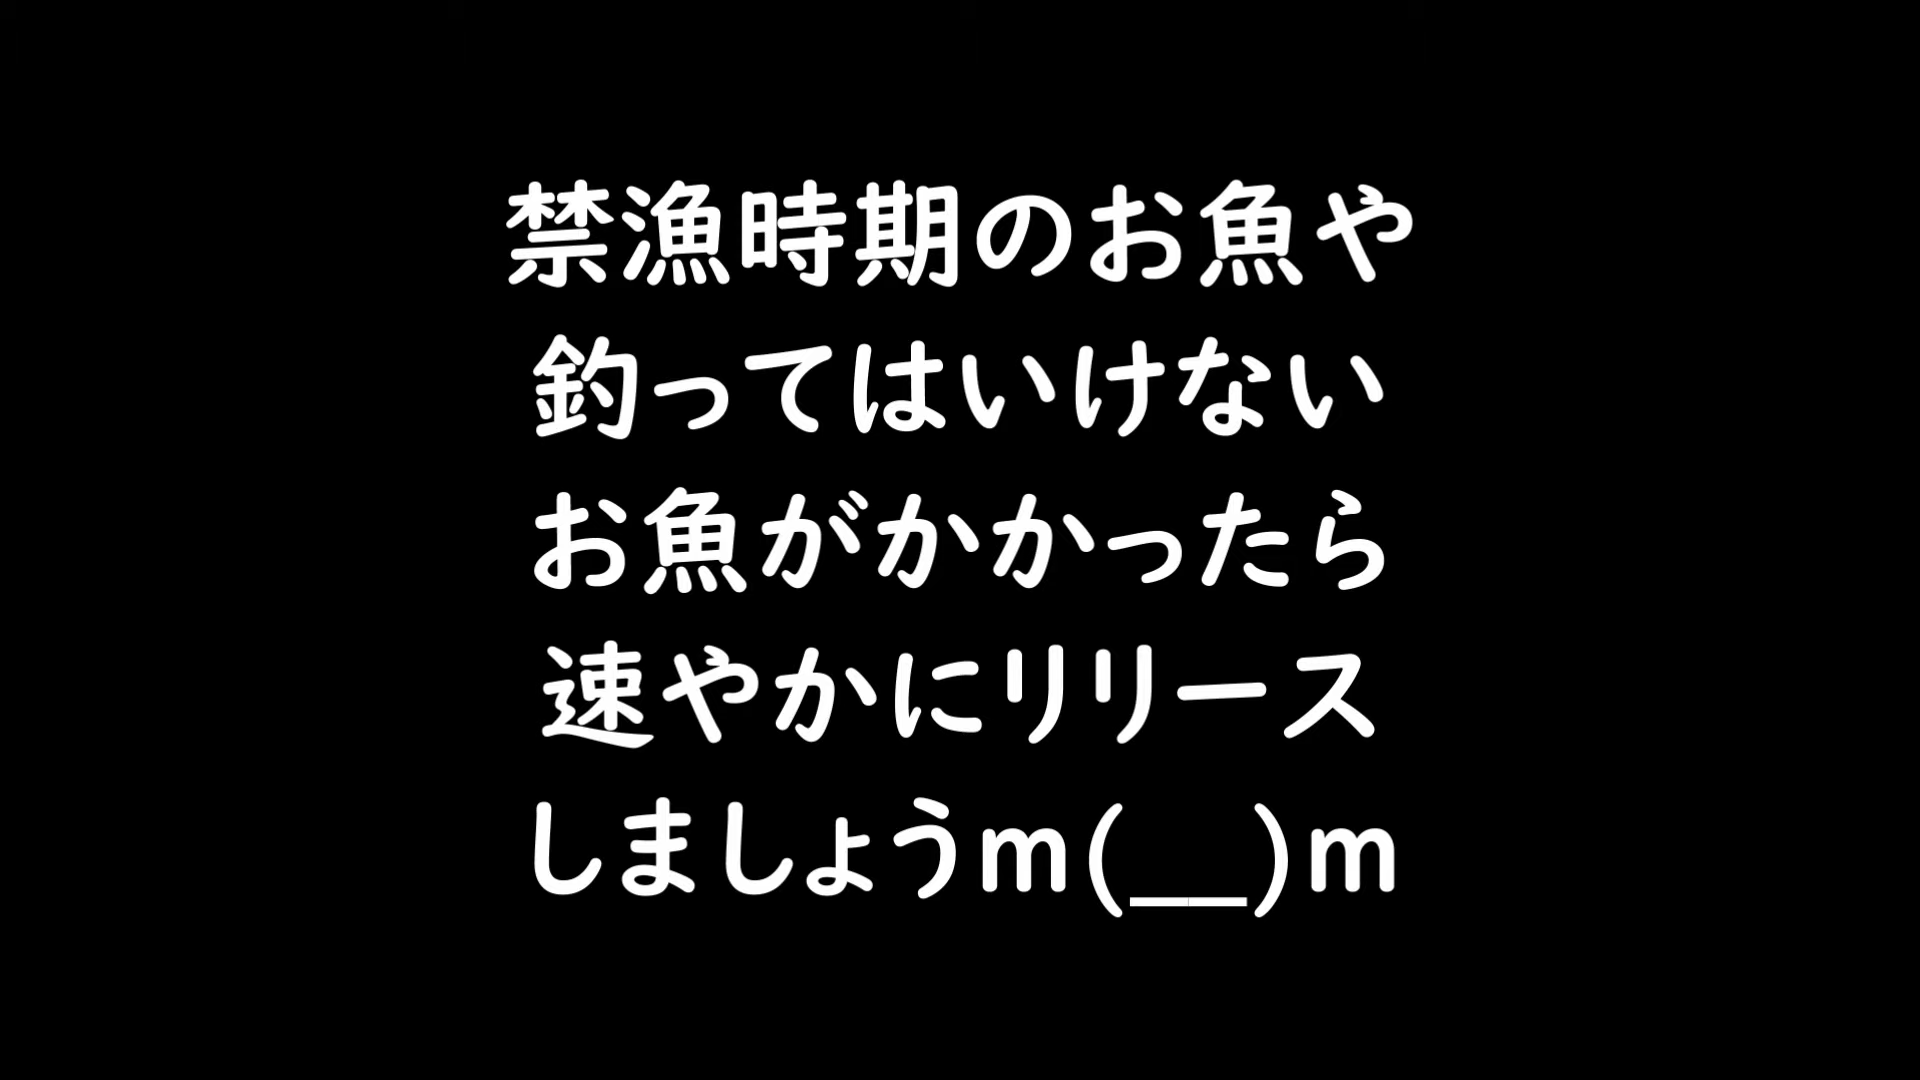 禁漁時期のお魚や
釣ってはいけない
お魚がかかったら
速やかにリリース
しましょうm(__)m